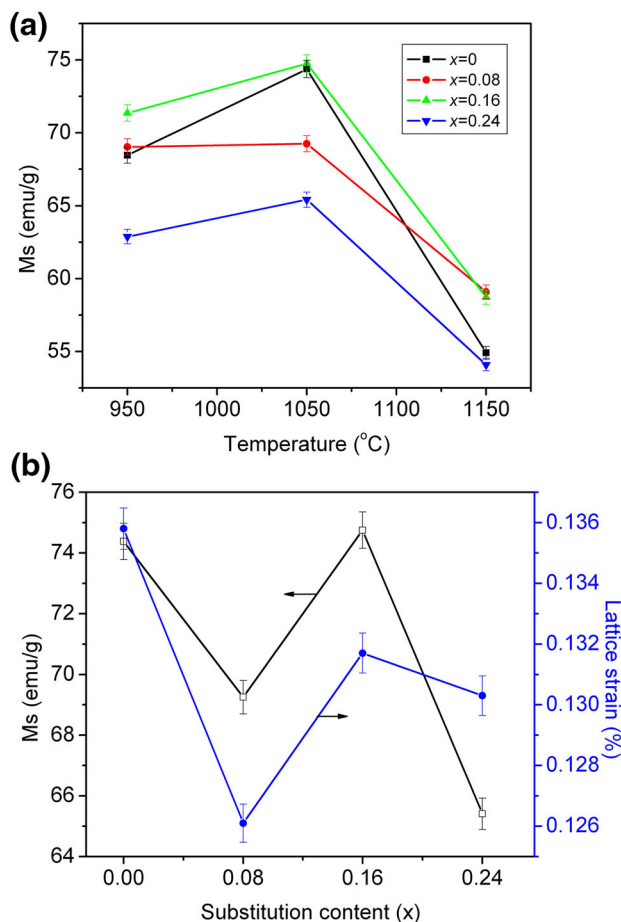 (a)
75
70
65
60
55
Ms (emu/g)
x=0
x=0.08
x=0.16
x=0.24
950 1000 1050 1100 1150
Temperature (°C)
(b)
76
74
72
70
68
66
64
Ms (emu/g)
0.136
0.134
0.132
0.130
0.128
0.126
Lattice strain (%)
0.00 0.08 0.16 0.24
Substitution content (x)